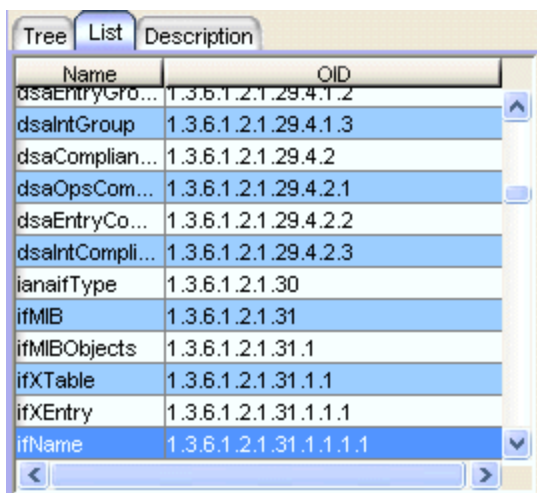 Tree List Description
Name OID
dsaEntryGro... 1.3.6.1.2.1.29.4.1.2
dsaIntGroup 1.3.6.1.2.1.29.4.1.3
dsaComplian... 1.3.6.1.2.1.29.4.2
dsaOpsCom... 1.3.6.1.2.1.29.4.2.1
dsaEntryCo... 1.3.6.1.2.1.29.4.2.2
dsaIntCompli... 1.3.6.1.2.1.29.4.2.3
ianaifType 1.3.6.1.2.1.30
ifMIB 1.3.6.1.2.1.31
ifMIBObjects 1.3.6.1.2.1.31.1
ifXTable 1.3.6.1.2.1.31.1.1
ifXEntry 1.3.6.1.2.1.31.1.1.1
ifName 1.3.6.1.2.1.31.1.1.1.1